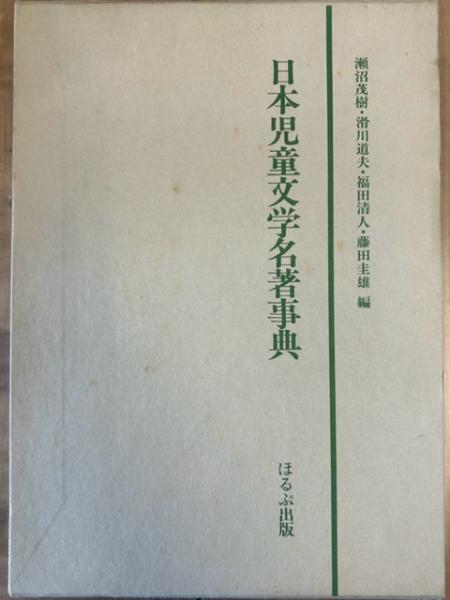 瀬沼茂樹・滑川道夫・福田清人・藤田圭雄 編
日本児童文学名著事典
ほるぷ出版